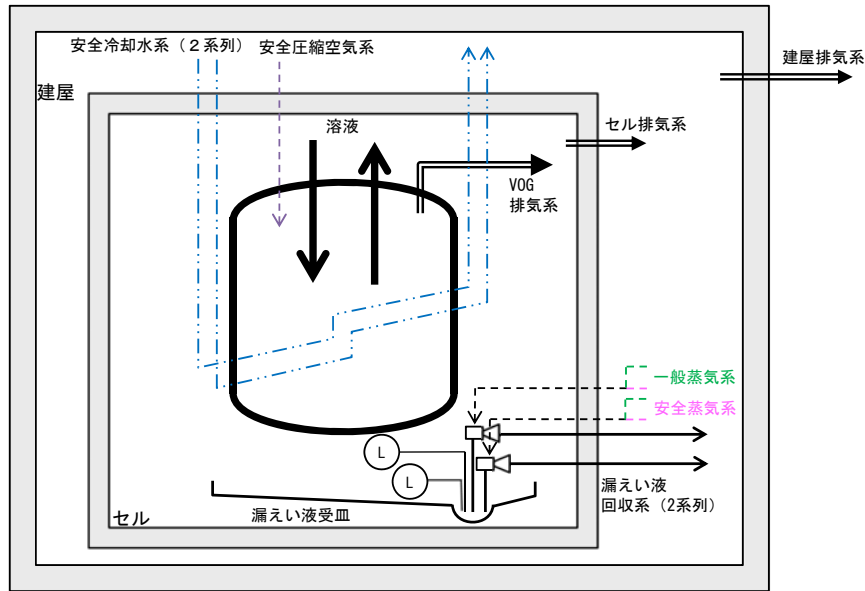 安全冷却水系（２系列）
安全圧縮空気系
建屋排気系
建屋
セル排気系
溶液
VOG
排気系
一般蒸気系
安全蒸気系
L
L
漏えい液
回収系（2系列）
漏えい液受皿
セル